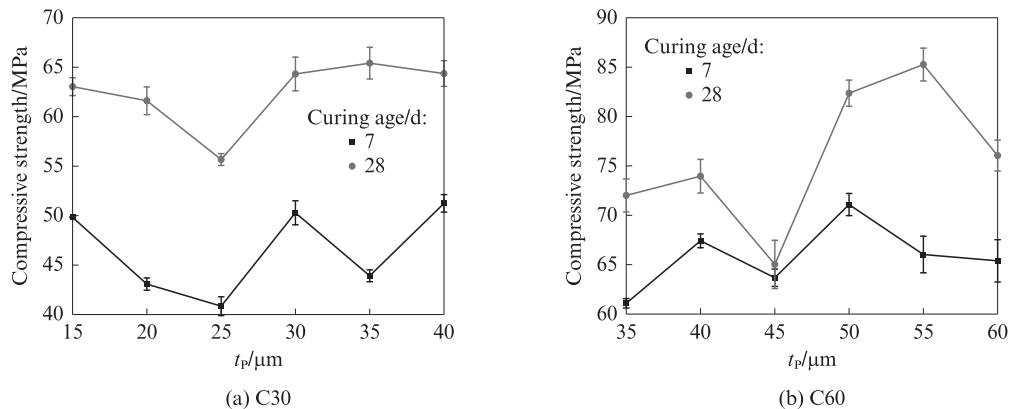 70
65
60
55
50
45
40
Compressive strength/MPa
Curing age/d:
7
28
15 20 25 30 35 40
tP/μm
(a) C30
90
85
80
75
70
65
60
Compressive strength/MPa
Curing age/d:
7
28
35 40 45 50 55 60
tP/μm
(b) C60